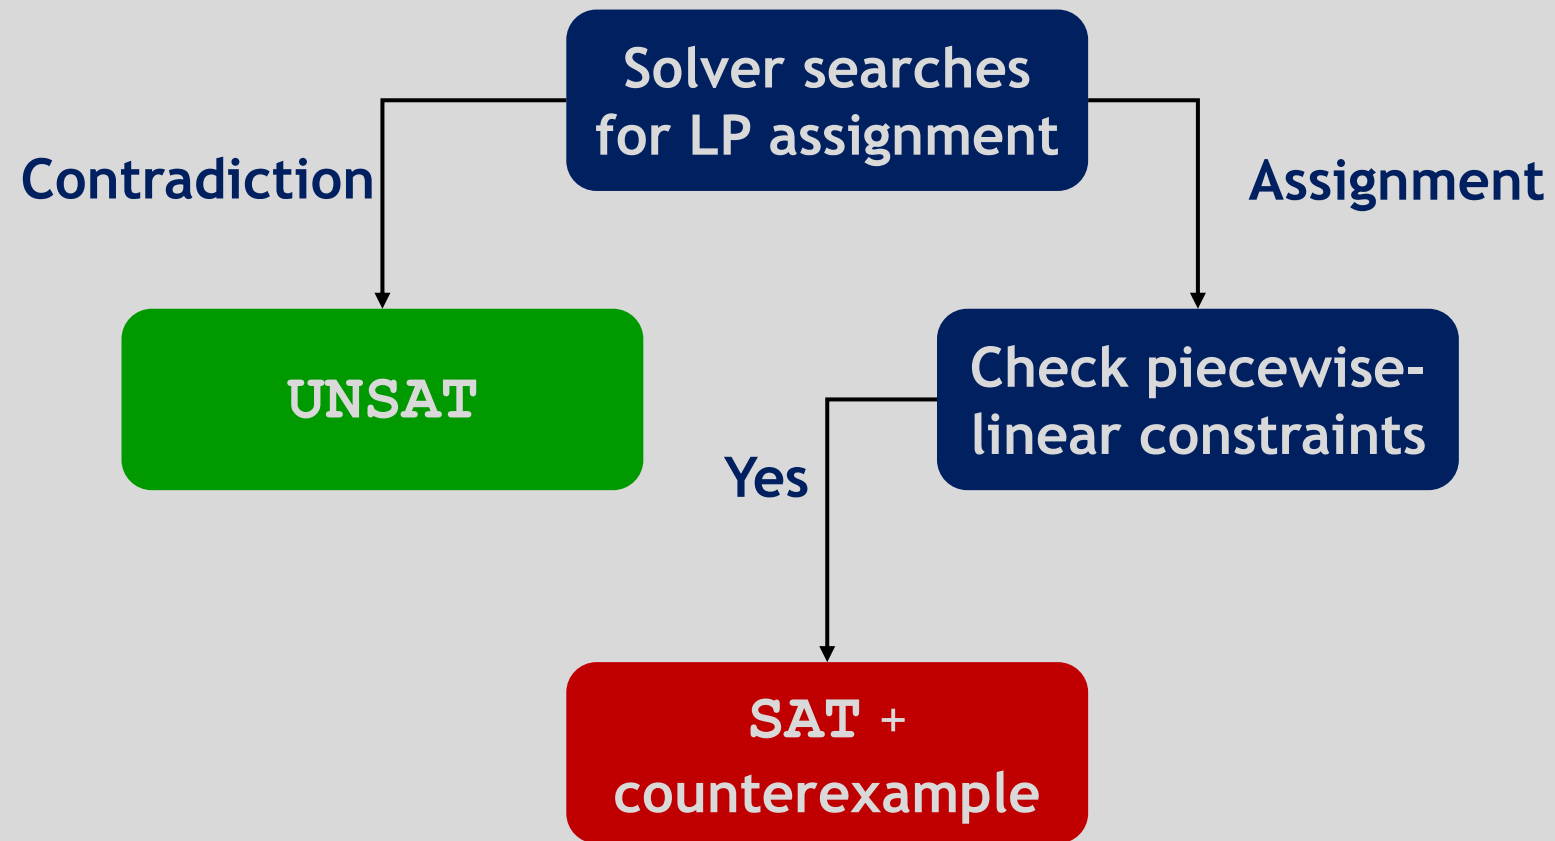 Solver searches
for LP assignment
Contradiction
Assignment
UNSAT
Check piecewise-
linear constraints
Yes
SAT +
counterexample